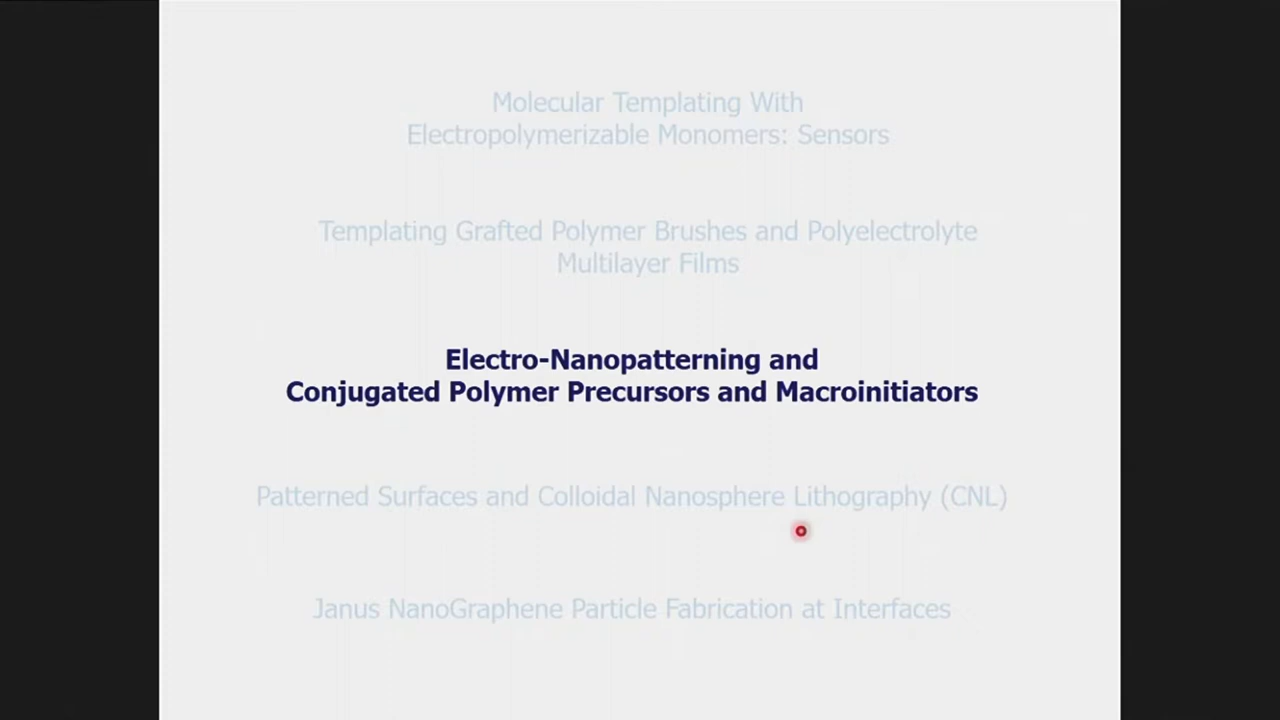 Molecular Templating With
Electropolymerizable Monomers: Sensors
Templating Grafted Polymer Brushes and Polyelectrolyte
Multilayer Films
Electro-Nanopatterning and
Conjugated Polymer Precursors and Macroinitiators
Patterned Surfaces and Colloidal Nanosphere Lithography (CNL)
Janus NanoGraphene Particle Fabrication at Interfaces